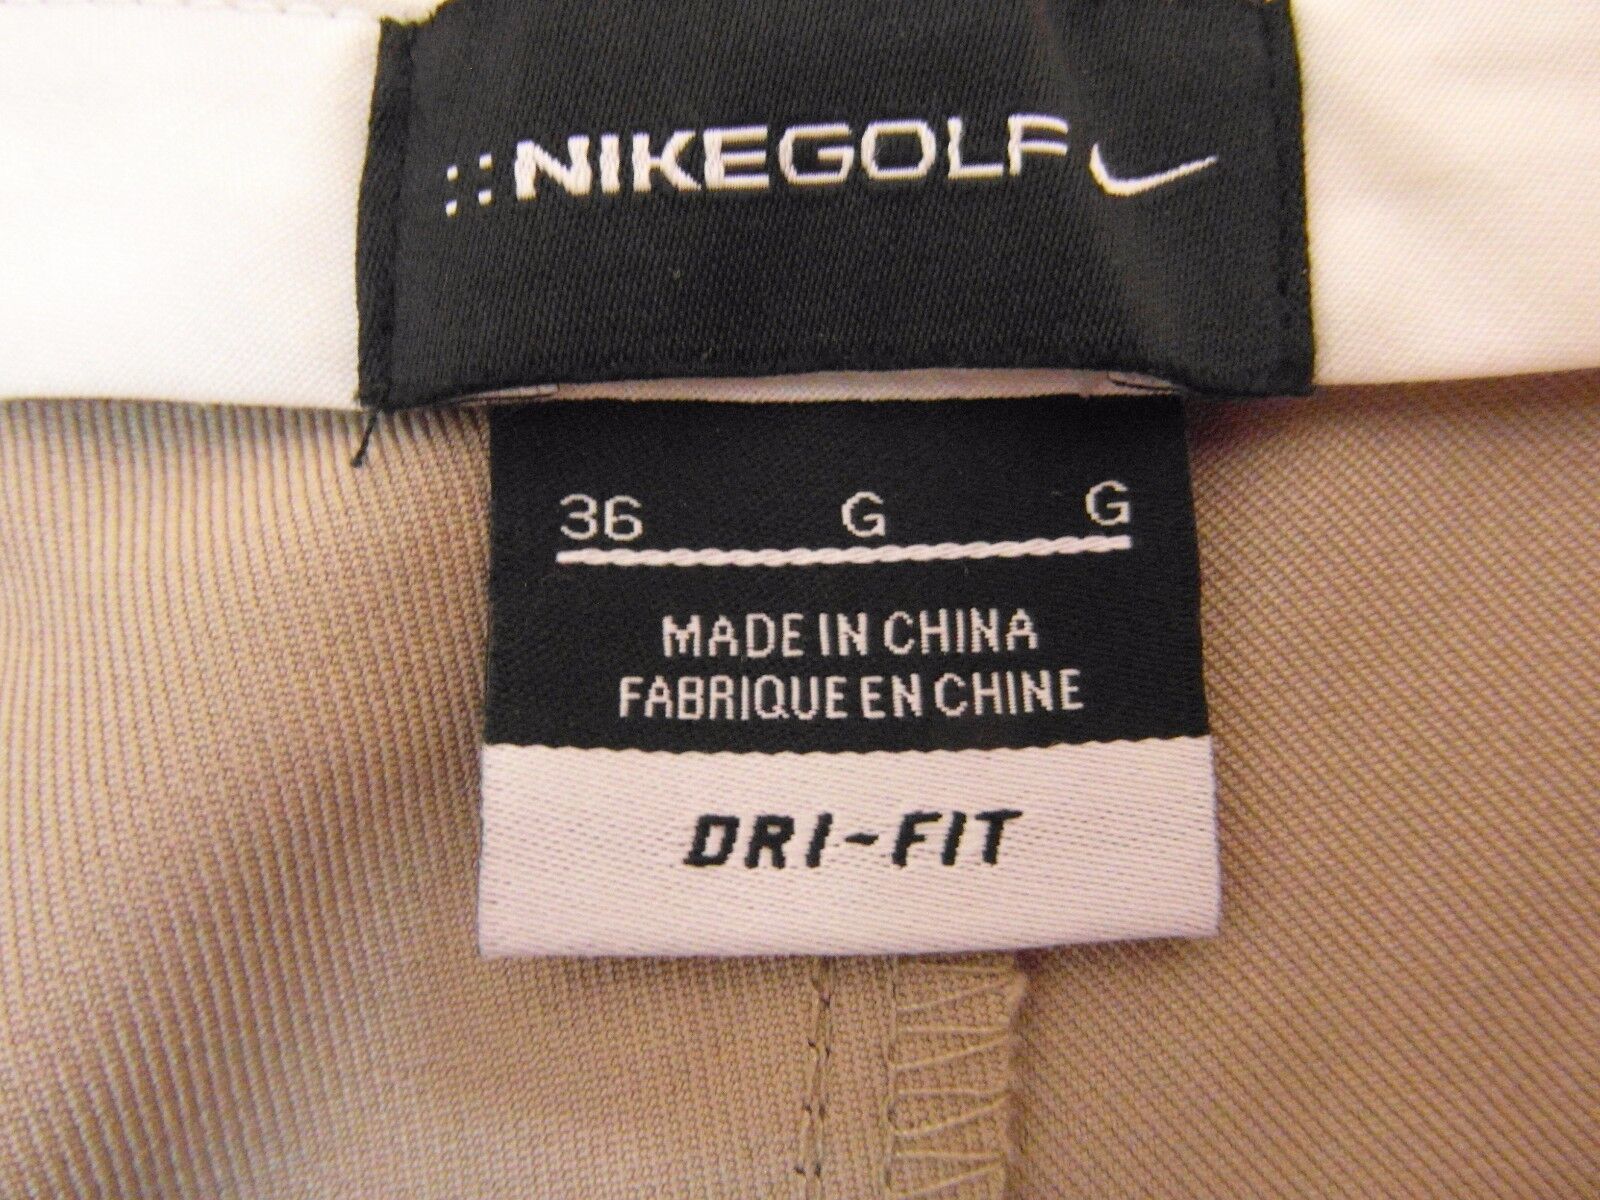 NIKEGOLF
36 G G
MADE IN CHINA
FABRIQUE EN CHINE
DRI-FIT